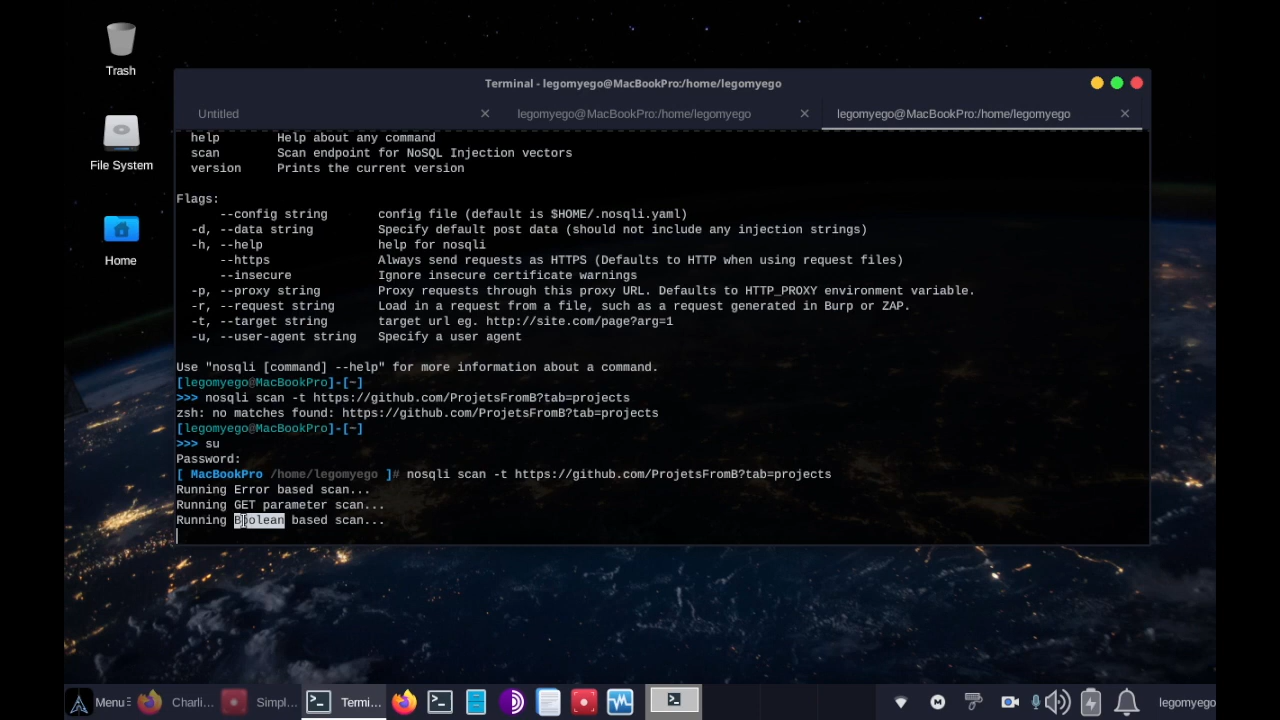 Trash
File System
Home
Terminal - legomyego@MacBookPro:/home/legomyego
Untitled
legomyego@MacBookPro:/home/legomyego
legomyego@MacBookPro:/home/legomyego
help Help about any command
scan Scan endpoint for NoSQL Injection vectors
version Prints the current version
Flags:
--config string config file (default is $HOME/.nosqli.yaml)
-d, --data string Specify default post data (should not include any injection strings)
-h, --help help for nosqli
--https Always send requests as HTTPS (Defaults to HTTP when using request files)
--insecure Ignore insecure certificate warnings
-p, --proxy string Proxy requests through this proxy URL. Defaults to HTTP_PROXY environment variable.
-r, --request string Load in a request from a file, such as a request generated in Burp or ZAP.
-t, --target string target url eg. http://site.com/page?arg=1
-u, --user-agent string Specify a user agent
Use "nosqli [command] --help" for more information about a command.
[legomyego@MacBookPro]-[~]
>>> nosqli scan -t https://github.com/ProjetsFromB?tab=projects
zsh: no matches found: https://github.com/ProjetsFromB?tab=projects
[legomyego@MacBookPro]-[~]
>>> su
Password:
[ MacBookPro /home/legomyego ]# nosqli scan -t https://github.com/ProjetsFromB?tab=projects
Running Error based scan...
Running GET parameter scan...
Running Boolean based scan...
Menu
Charli...
Simpl...
Termi...
legomyego